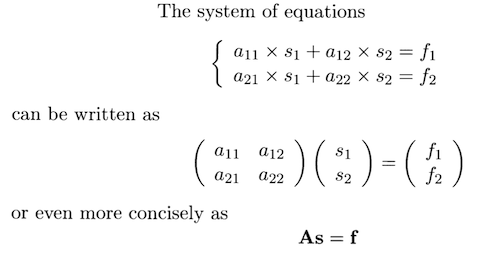 The system of equations
{ a₁₁ × s₁ + a₁₂ × s₂ = f₁
a₂₁ × s₁ + a₂₂ × s₂ = f₂
can be written as
( a₁₁ a₁₂ ) ( s₁ ) = ( f₁ )
( a₂₁ a₂₂ ) ( s₂ ) ( f₂ )
or even more concisely as
As = f